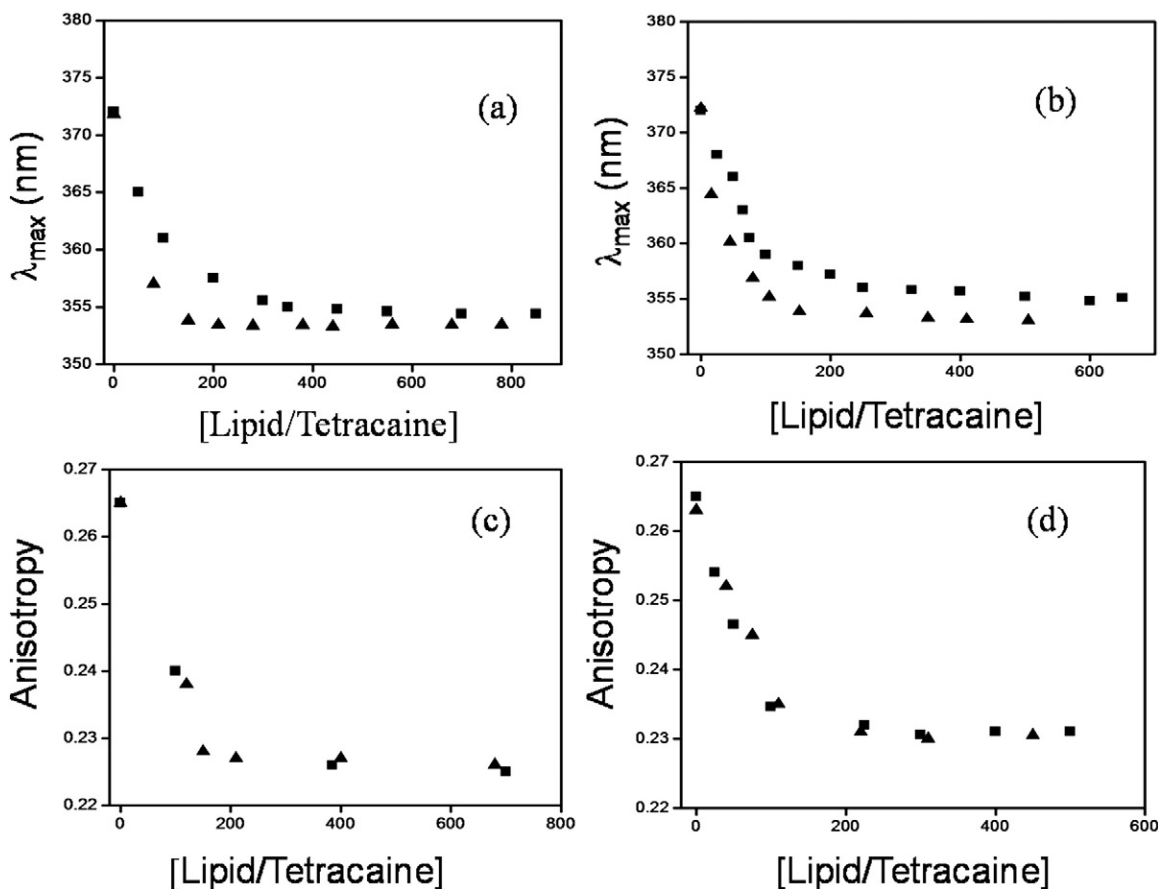 380
375
370
365
360
355
350
λmax (nm)
(a)
0 200 400 600 800
[Lipid/Tetracaine]
380
375
370
365
360
355
350
λmax (nm)
(b)
0 200 400 600
[Lipid/Tetracaine]
0.27
0.26
0.25
0.24
0.23
0.22
Anisotropy
(c)
0 200 400 600 800
[Lipid/Tetracaine]
0.27
0.26
0.25
0.24
0.23
0.22
Anisotropy
(d)
0 200 400 600
[Lipid/Tetracaine]